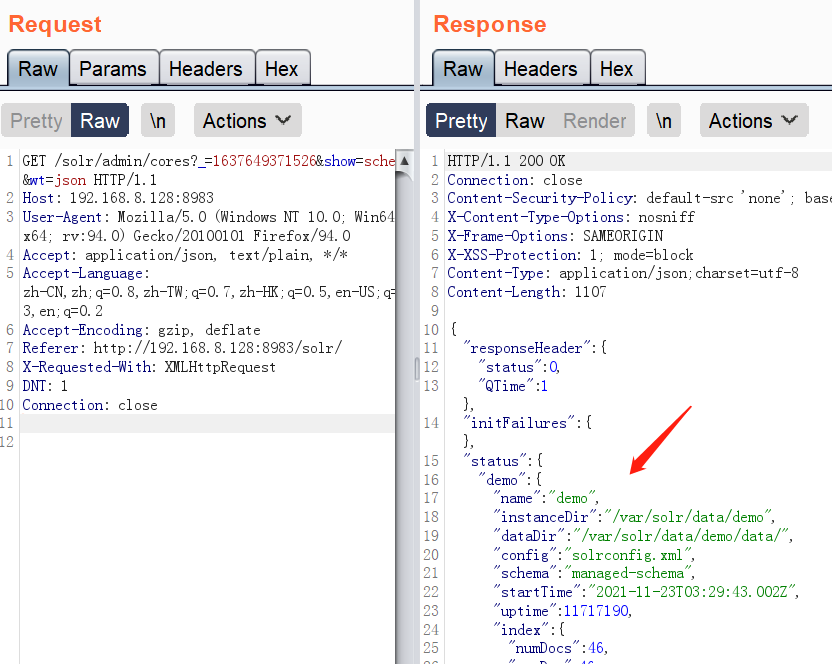 Request
Raw
Params
Headers
Hex
Pretty
Raw
\n
Actions
1 GET /solr/admin/cores?_=1637649371526&show=sche
&wt=json HTTP/1.1
2 Host: 192.168.8.128:8983
3 User-Agent: Mozilla/5.0 (Windows NT 10.0; Win64
x64; rv:94.0) Gecko/20100101 Firefox/94.0
4 Accept: application/json, text/plain, */*
5 Accept-Language:
zh-CN,zh;q=0.8,zh-TW;q=0.7,zh-HK;q=0.5,en-US;q=
3,en;q=0.2
6 Accept-Encoding: gzip, deflate
7 Referer: http://192.168.8.128:8983/solr/
8 X-Requested-With: XMLHttpRequest
9 DNT: 1
10 Connection: close
11
12
Response
Raw
Headers
Hex
Pretty
Raw
Render
\n
Actions
1 HTTP/1.1 200 OK
2 Connection: close
3 Content-Security-Policy: default-src 'none'; base
4 X-Content-Type-Options: nosniff
5 X-Frame-Options: SAMEORIGIN
6 X-XSS-Protection: 1; mode=block
7 Content-Type: application/json;charset=utf-8
8 Content-Length: 1107
9
10 {
11 "responseHeader":{
12 "status":0,
13 "QTime":1
},
14 "initFailures":{
},
15 "status":{
16 "demo":{
17 "name":"demo",
18 "instanceDir":"/var/solr/data/demo",
19 "dataDir":"/var/solr/data/demo/data/",
20 "config":"solrconfig.xml",
21 "schema":"managed-schema",
22 "startTime":"2021-11-23T03:29:43.002Z",
23 "uptime":11717190,
24 "index":{
25 "numDocs":46,